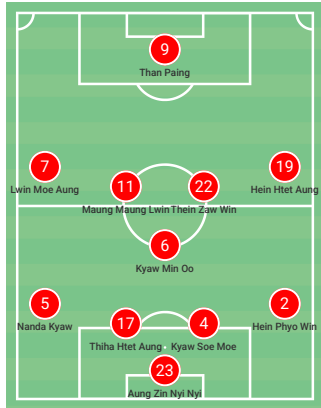 9
Than Paing
7
19
Lwin Moe Aung
Hein Htet Aung
11
22
Maung Maung Lwin Thein Zaw Win
6
Kyaw Min Oo
5
2
Nanda Kyaw
Hein Phyo Win
17
4
Thiha Htet Aung
Kyaw Soe Moe
23
Aung Zin Nyi Nyi